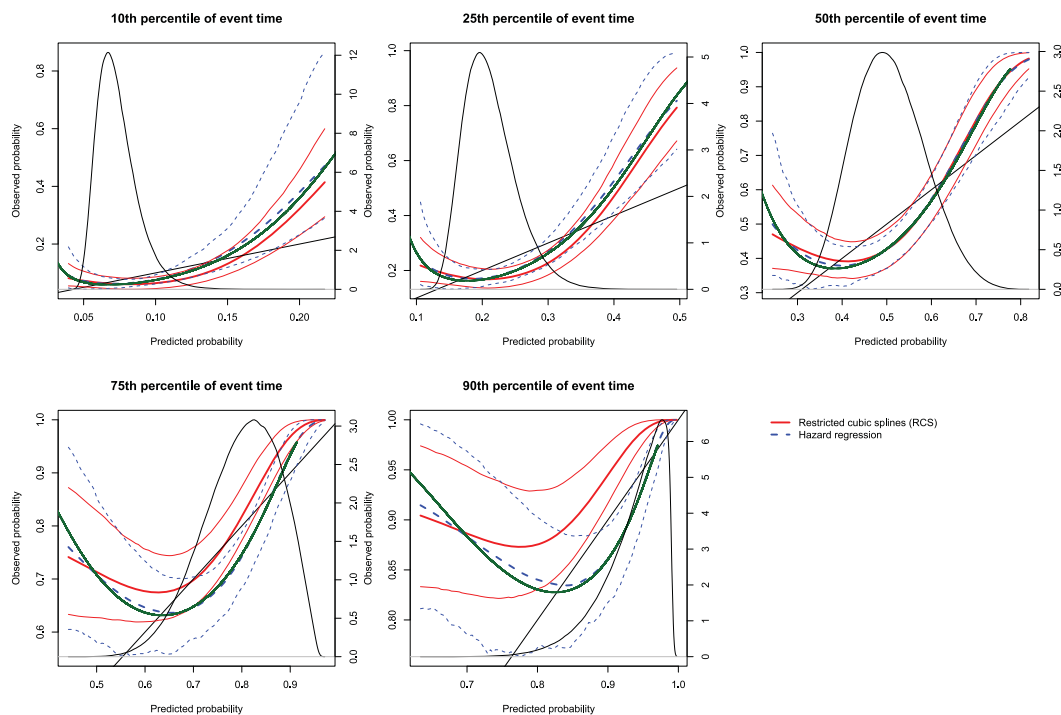 10th percentile of event time
25th percentile of event time
50th percentile of event time
Observed probability
0.2 0.4 0.6 0.8
0 2 4 6 8 10 12
0.05 0.10 0.15 0.20
Predicted probability
Observed probability
0.2 0.4 0.6 0.8 1.0
0 1 2 3 4 5
0.1 0.2 0.3 0.4 0.5
Predicted probability
Observed probability
0.3 0.4 0.5 0.6 0.7 0.8 0.9 1.0
0.0 0.5 1.0 1.5 2.0 2.5 3.0
0.3 0.4 0.5 0.6 0.7 0.8
Predicted probability
75th percentile of event time
90th percentile of event time
Observed probability
0.6 0.7 0.8 0.9 1.0
0.0 0.5 1.0 1.5 2.0 2.5 3.0
0.5 0.6 0.7 0.8 0.9
Predicted probability
Observed probability
0.80 0.85 0.90 0.95 1.00
0 1 2 3 4 5 6
0.7 0.8 0.9 1.0
Predicted probability
Restricted cubic splines (RCS)
Hazard regression